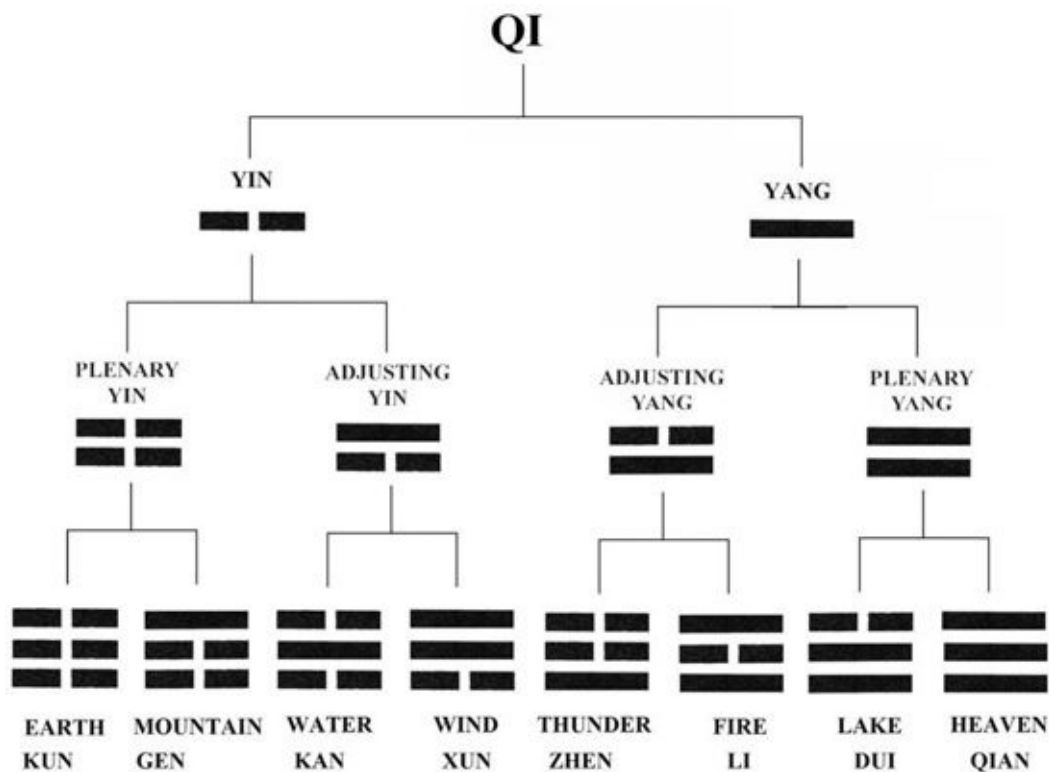 QI
YIN
YANG
PLENARY
YIN
ADJUSTING
YIN
ADJUSTING
YANG
PLENARY
YANG
EARTH
KUN
MOUNTAIN
GEN
WATER
KAN
WIND
XUN
THUNDER
ZHEN
FIRE
LI
LAKE
DUI
HEAVEN
QIAN